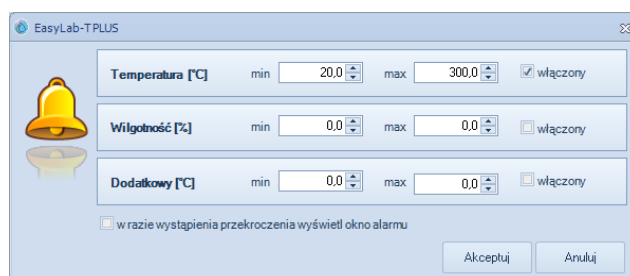 EasyLab-TPLUS
Temperatura [°C] min 20,0 max 300,0 włączony
Wilgotność [%] min 0,0 max 0,0 włączony
Dodatkowy [°C] min 0,0 max 0,0 włączony
w razie wystąpienia przekroczenia wyświetl okno alarmu
Akceptuj Anuluj